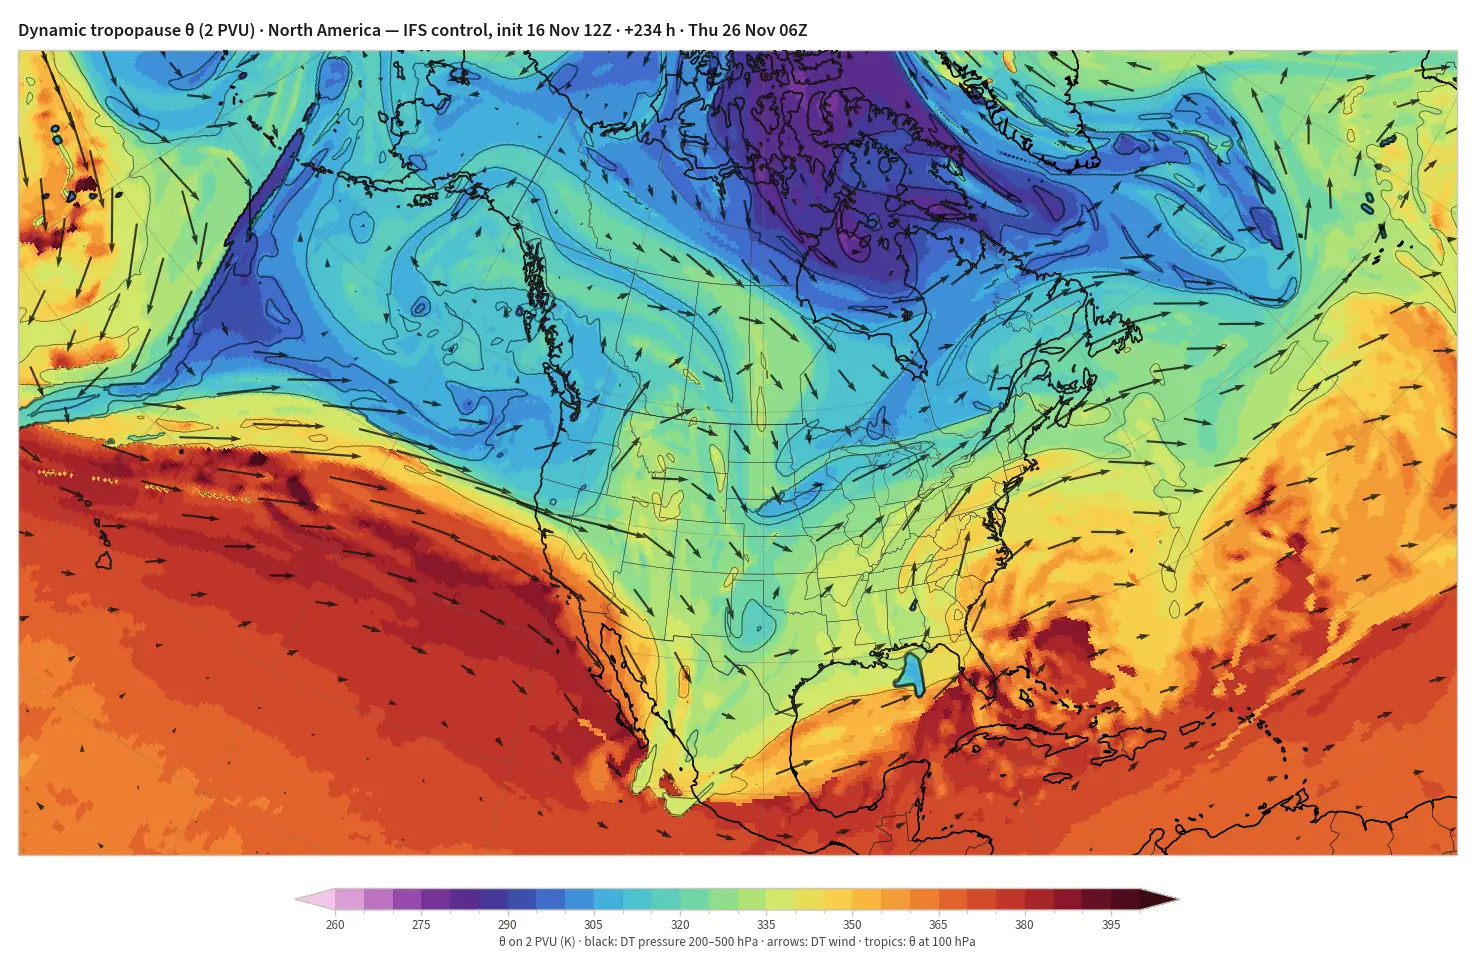 Dynamic tropopause θ (2 PVU) · North America — IFS control, init 16 Nov 12Z · +234 h · Thu 26 Nov 06Z
260 275 290 305 320 335 350 365 380 395
θ on 2 PVU (K) · black: DT pressure 200–500 hPa · arrows: DT wind · tropics: θ at 100 hPa